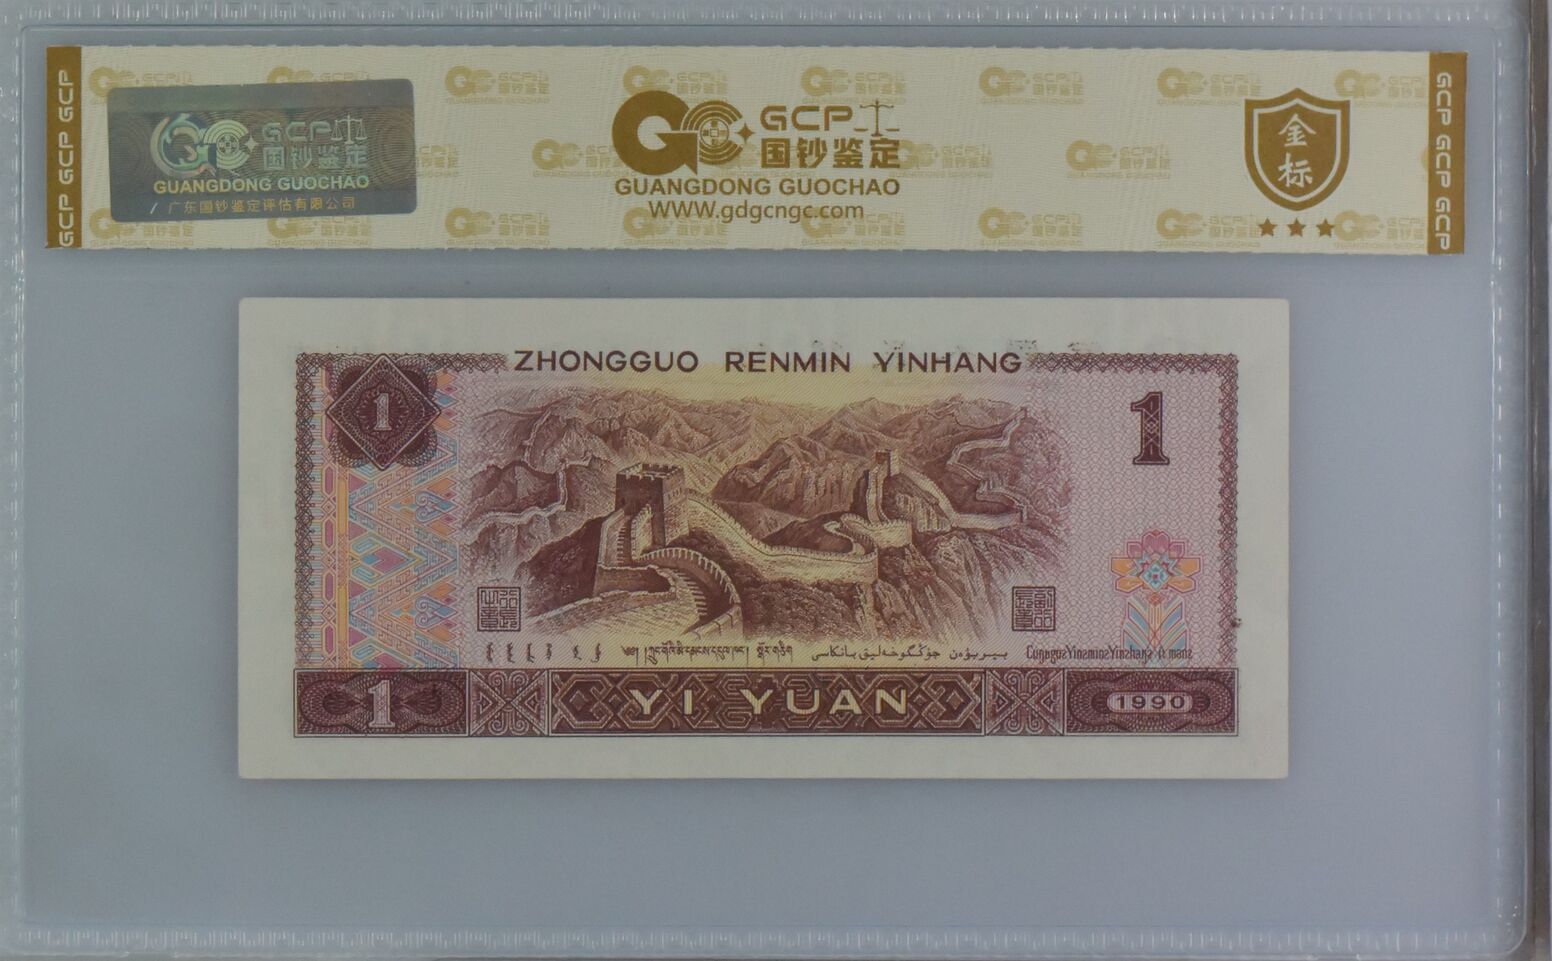 GCP GCP GCP
GCP 国钞鉴定
GUANGDONG GUOCHAO
广东国钞鉴定评估有限公司
GCP
国钞鉴定
GUANGDONG GUOCHAO
WWW.gdgcngc.com
金标
GCP GCP GCP
ZHONGGUO RENMIN YINHANG
1
1
1
YI YUAN
1990